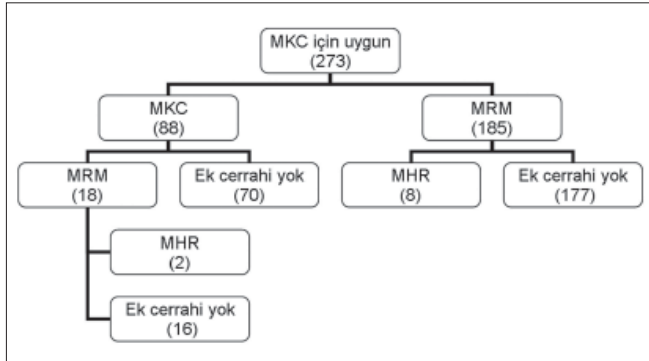 MKC için uygun
(273)
MKC
(88)
MRM
(185)
MRM
(18)
Ek cerrahi yok
(70)
MHR
(8)
Ek cerrahi yok
(177)
MHR
(2)
Ek cerrahi yok
(16)